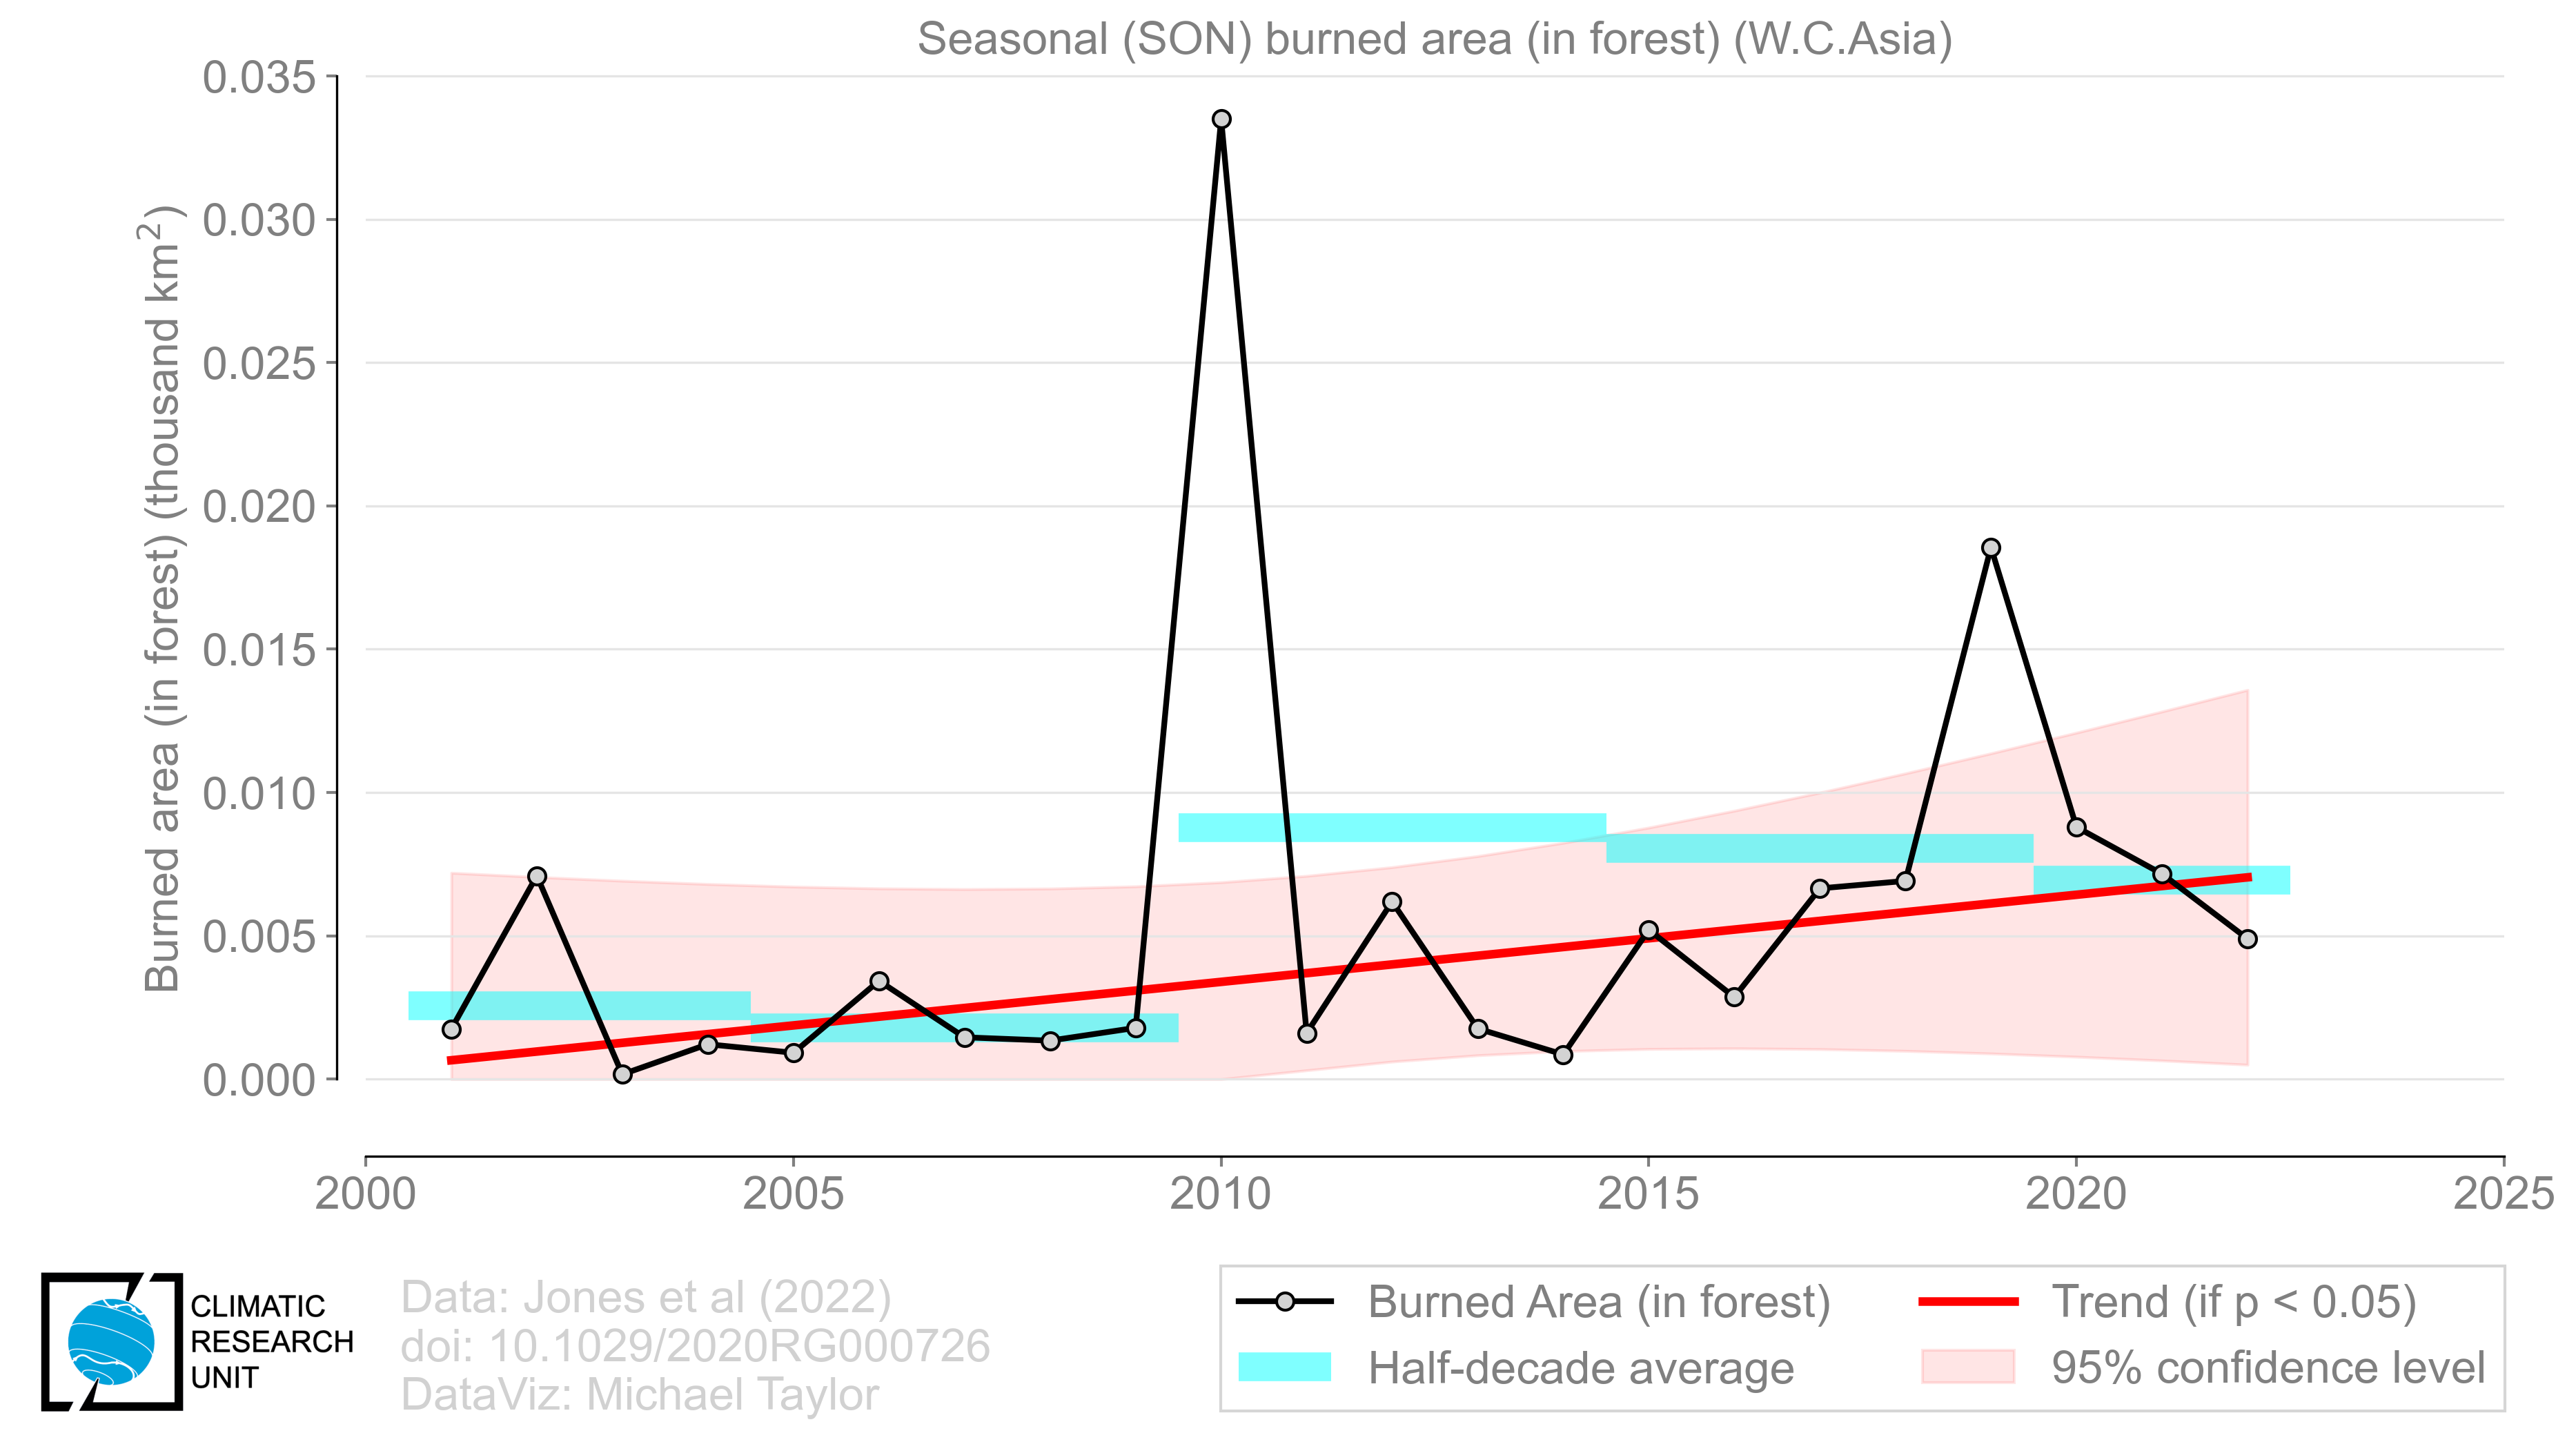 Seasonal (SON) burned area (in forest) (W.C.Asia)
Burned area (in forest) (thousand km²)
0.035
0.030
0.025
0.020
0.015
0.010
0.005
0.000
2000 2005 2010 2015 2020 2025
CLIMATIC
RESEARCH
UNIT
Data: Jones et al (2022)
doi: 10.1029/2020RG000726
DataViz: Michael Taylor
Burned Area (in forest)
Half-decade average
Trend (if p < 0.05)
95% confidence level